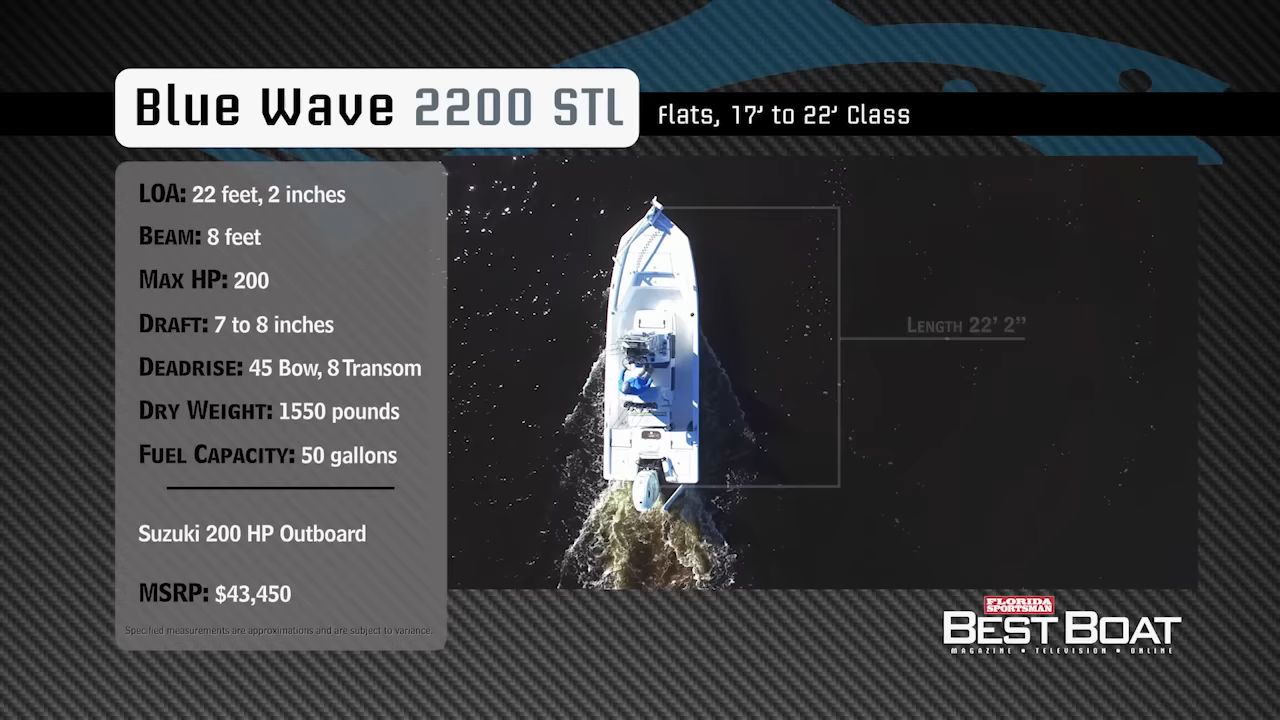 Blue Wave 2200 STL
Flats, 17' to 22' Class
LOA: 22 feet, 2 inches
BEAM: 8 feet
MAX HP: 200
DRAFT: 7 to 8 inches
DEADRISE: 45 Bow, 8 Transom
DRY WEIGHT: 1550 pounds
FUEL CAPACITY: 50 gallons
Suzuki 200 HP Outboard
MSRP: $43,450
Specified measurements are approximations and are subject to variance.
LENGTH 22' 2”
FLORIDA
SPORTSMAN
BEST BOAT
MAGAZINE • TELEVISION • ONLINE